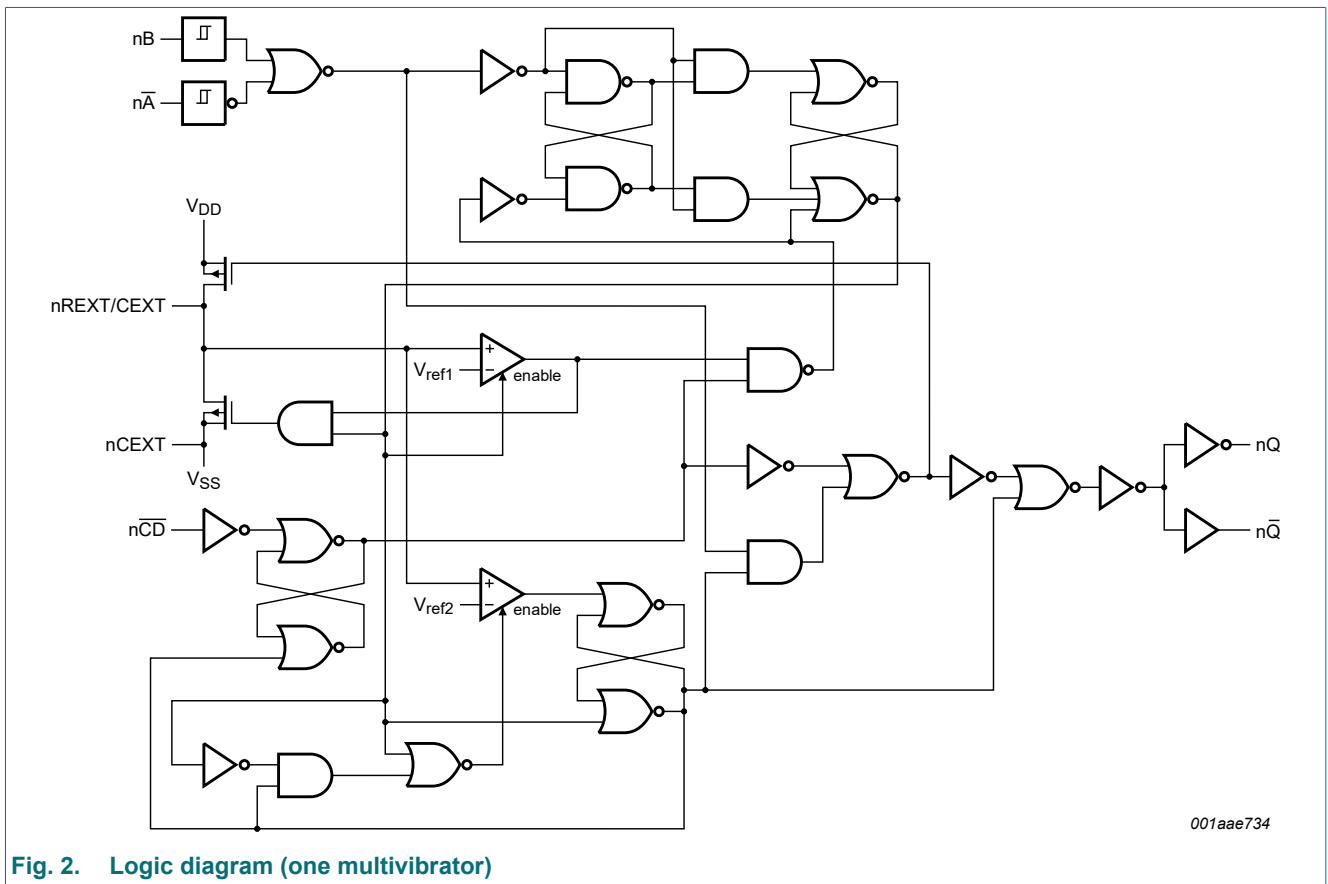 nB
nA̅
VDD
nREXT/CEXT
+
Vref1
−
enable
nCEXT
VSS
nC̅D̅
+
Vref2
−
enable
nQ
nQ̅
001aae734
Fig. 2. Logic diagram (one multivibrator)